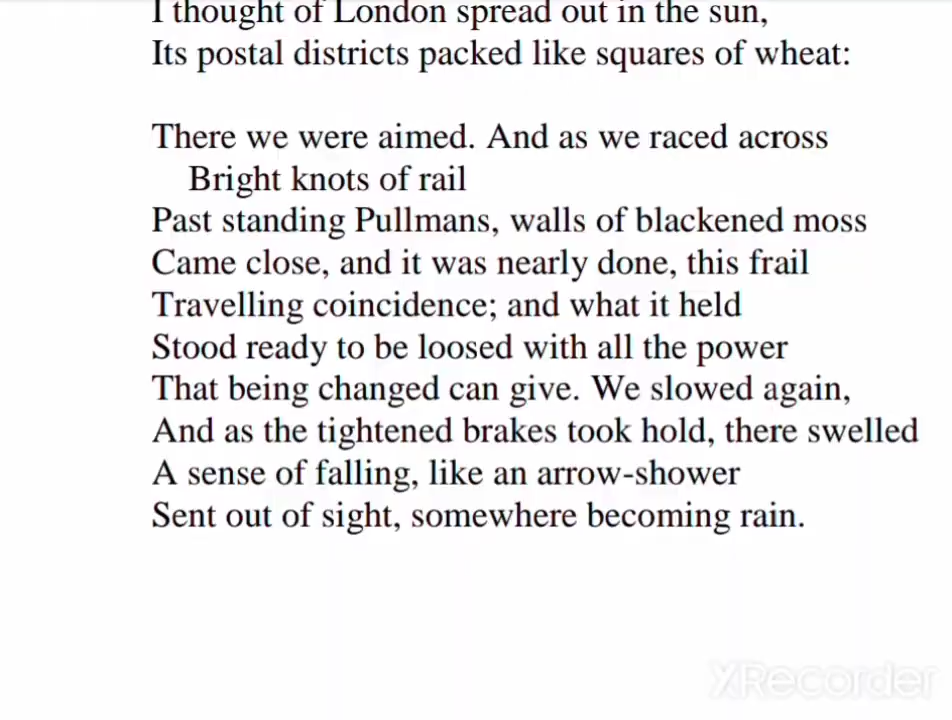 I thought of London spread out in the sun,
Its postal districts packed like squares of wheat:
There we were aimed. And as we raced across
Bright knots of rail
Past standing Pullmans, walls of blackened moss
Came close, and it was nearly done, this frail
Travelling coincidence; and what it held
Stood ready to be loosed with all the power
That being changed can give. We slowed again,
And as the tightened brakes took hold, there swelled
A sense of falling, like an arrow-shower
Sent out of sight, somewhere becoming rain.
XRecorder